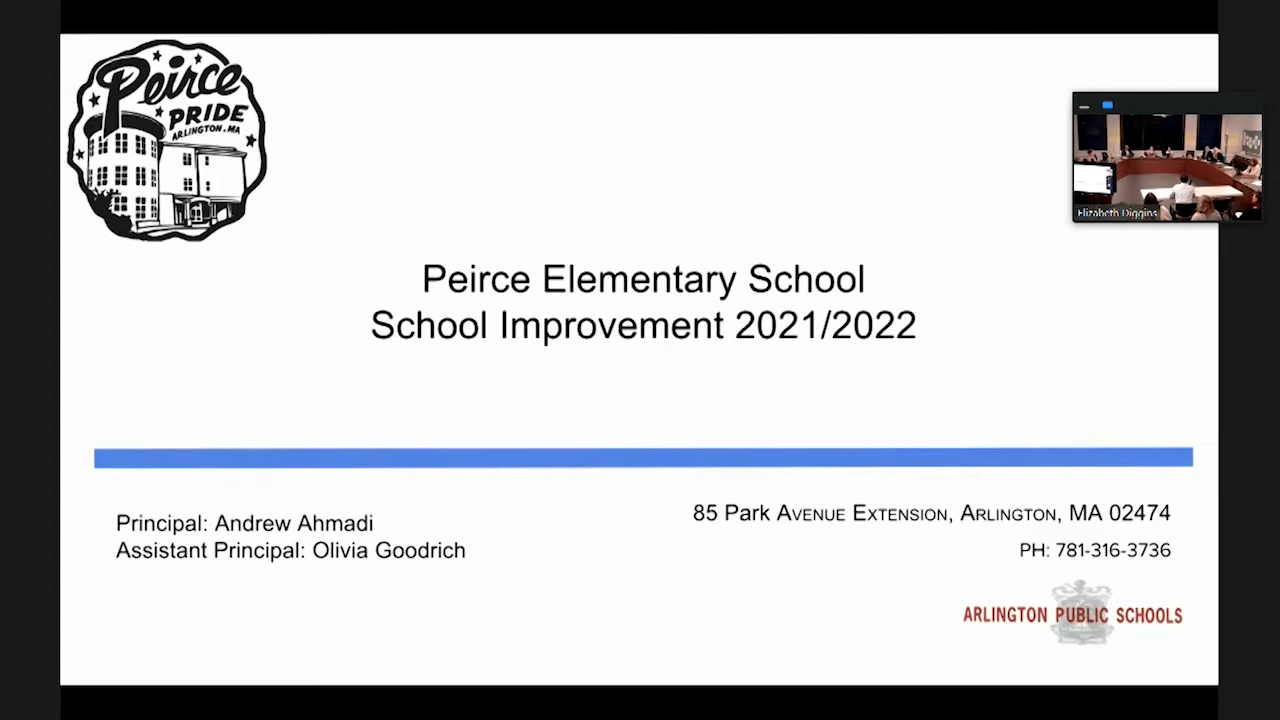 Peirce
PRIDE
ARLINGTON, MA
Elizabeth Diggins
Peirce Elementary School
School Improvement 2021/2022
Principal: Andrew Ahmadi
Assistant Principal: Olivia Goodrich
85 Park AVENUE EXTENSION, ARLINGTON, MA 02474
PH: 781-316-3736
ARLINGTON PUBLIC SCHOOLS